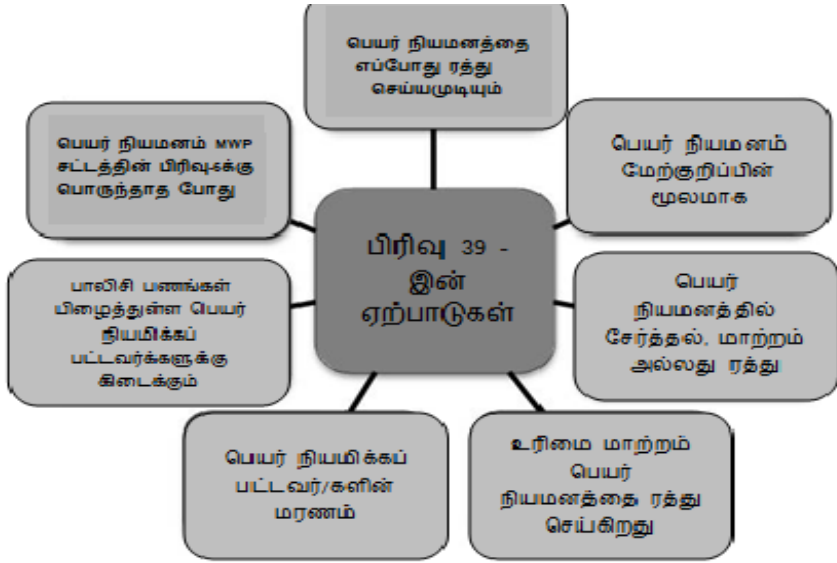 பெயர் நியமனத்தை
எப்போது ரத்து
செய்யமுடியும்
பெயர் நியமனம்
மேற்குறிப்பின்
மூலமாக
பெயர்
நியமனத்தில்
சேர்த்தல், மாற்றம்
அல்லது ரத்து
உரிமை மாற்றம்
பெயர்
நியமனத்தை ரத்து
செய்கிறது
பெயர் நியமிக்கப்
பட்டவர்/களின்
மரணம்
பாலிசி பணங்கள்
பிழைத்துள்ள பெயர்
நியமிக்கப்
பட்டவர்க்களுக்கு
கிடைக்கும்
பெயர் நியமனம் MWP
சட்டத்தின் பிரிவு-6க்கு
பொருந்தாத போது
பிரிவு 39 -
இன்
ஏற்பாடுகள்